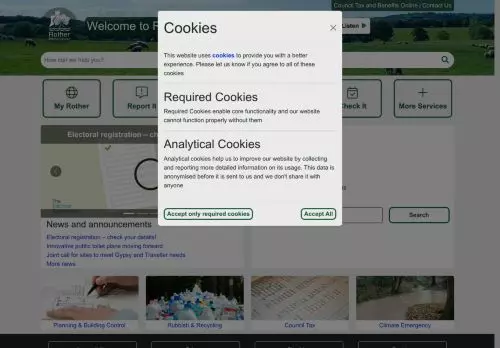 Council Tax and Benefits Online | Contact Us
Rother
Welcome to R
Listen
How can we help you?
My Rother
Report It
Check It
More Services
Cookies
×
This website uses cookies to provide you with a better
experience. Please let us know if you agree to all of these
cookies
Required Cookies
Required Cookies enable core functionality and our website
cannot function properly without them
Analytical Cookies
Analytical cookies help us to improve our website by collecting
and reporting more detailed information on its usage. This data is
anonymised before it is sent to us and we don't share it with
anyone
Accept only required cookies
Accept All
Electoral registration – che
Search
News and announcements
Electoral registration – check your details!
Innovative public toilet plans moving forward
Joint call for sites to meet Gypsy and Traveller needs
More news
Planning & Building Control
Rubbish & Recycling
Council Tax
Climate Emergency